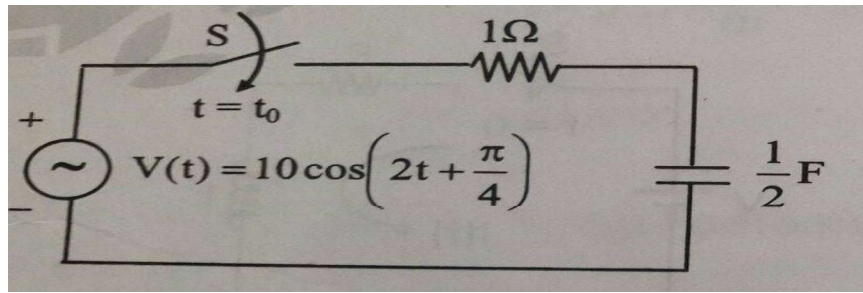 S
1Ω
t = t₀
+
~ V(t) = 10 cos(2t + π/4)
1/2 F
−